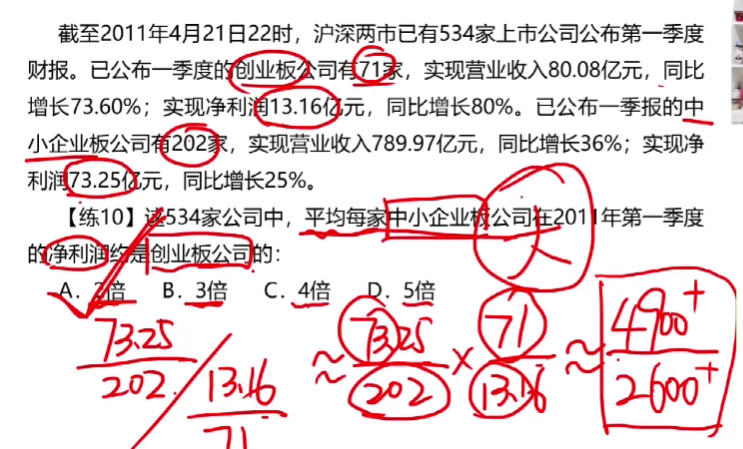 截至2011年4月21日22时，沪深两市已有534家上市公司公布第一季度
财报。已公布一季度的创业板公司有71家，实现营业收入80.08亿元，同比
增长73.60%；实现净利润13.16亿元，同比增长80%。已公布一季报的中
小企业板公司有202家，实现营业收入789.97亿元，同比增长36%；实现净
利润73.25亿元，同比增长25%。
【练10】该534家公司中，平均每家中小企业板公司在2011年第一季度
的净利润约是创业板公司的：
A. 2倍 B. 3倍 C. 4倍 D. 5倍
73.25/202 / 13.16/71 ≈ 73.25/202 × 71/13.16 ≈ 4900+/2600+